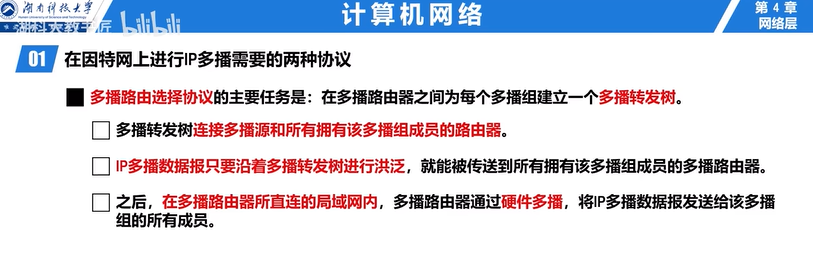 湖南科技大学
Hunan University of Science and Technology
湖科大教书匠 bilibili
计算机网络
第 4 章
网络层
01 在因特网上进行IP多播需要的两种协议
多播路由选择协议的主要任务是：在多播路由器之间为每个多播组建立一个多播转发树。
多播转发树连接多播源和所有拥有该多播组成员的路由器。
IP多播数据报只要沿着多播转发树进行洪泛，就能被传送到所有拥有该多播组成员的多播路由器。
之后，在多播路由器所直连的局域网内，多播路由器通过硬件多播，将IP多播数据报发送给该多播
组的所有成员。